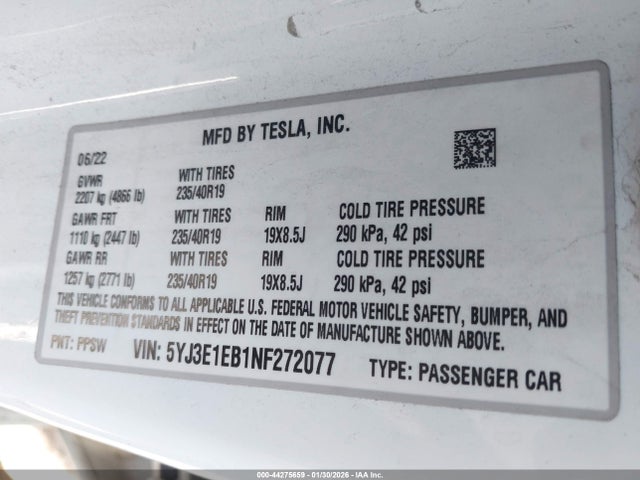 MFD BY TESLA, INC.
06/22
GVWR WITH TIRES
2207 kg (4866 lb) 235/40R19
GAWR FRT WITH TIRES RIM COLD TIRE PRESSURE
1110 kg (2447 lb) 235/40R19 19X8.5J 290 kPa, 42 psi
GAWR RR WITH TIRES RIM COLD TIRE PRESSURE
1257 kg (2771 lb) 235/40R19 19X8.5J 290 kPa, 42 psi
THIS VEHICLE CONFORMS TO ALL APPLICABLE U.S. FEDERAL MOTOR VEHICLE SAFETY, BUMPER, AND
THEFT PREVENTION STANDARDS IN EFFECT ON THE DATE OF MANUFACTURE SHOWN ABOVE.
PNT: PPSW VIN: 5YJ3E1EB1NF272077 TYPE: PASSENGER CAR
000-44275659 - 01/30/2026 - IAA Inc.